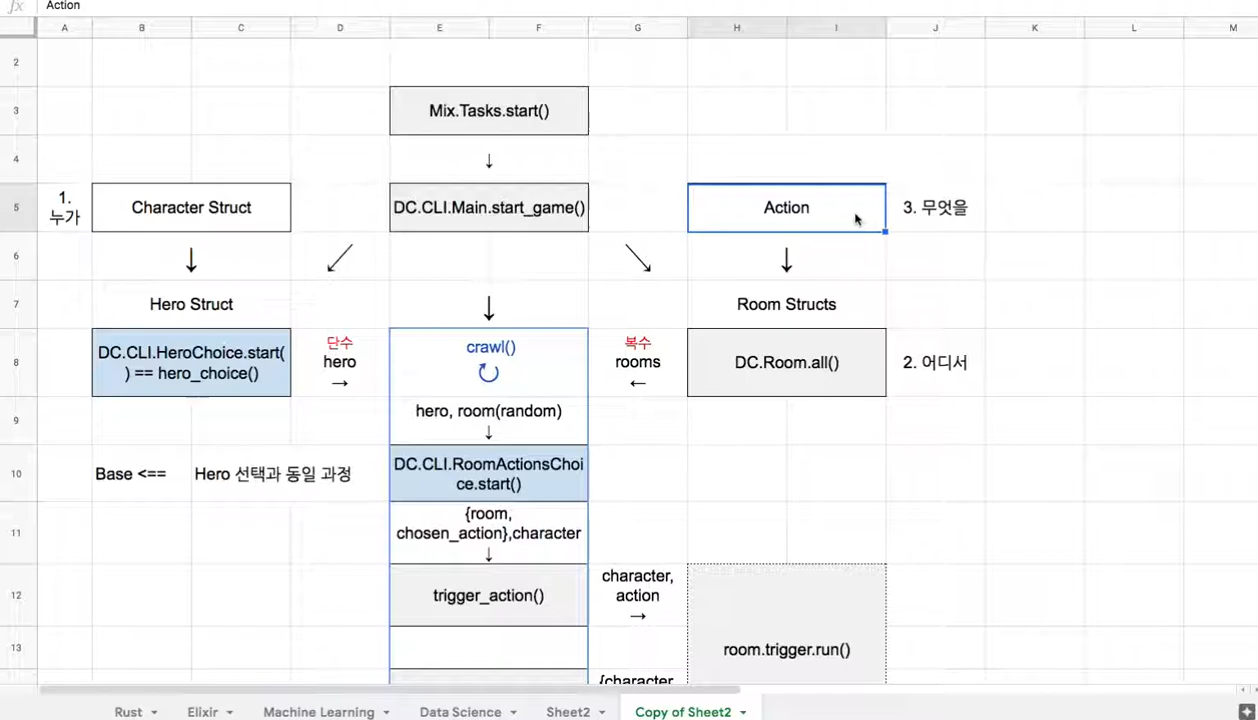 fx Action
A B C D E F G H I J K L M
2
3 Mix.Tasks.start()
4 ↓
5 1. 누가 Character Struct DC.CLI.Main.start_game() Action 3. 무엇을
6 ↓ ↙ ↘ ↓
7 Hero Struct ↓ Room Structs
8 DC.CLI.HeroChoice.start(
) == hero_choice()
단수
hero
→
crawl()
↻
복수
rooms
←
DC.Room.all() 2. 어디서
9 hero, room(random)
↓
10 Base <== Hero 선택과 동일 과정 DC.CLI.RoomActionsChoi
ce.start()
11 {room,
chosen_action},character
↓
12 trigger_action() character,
action
→
13 room.trigger.run()
{character
Rust Elixir Machine Learning Data Science Sheet2 Copy of Sheet2